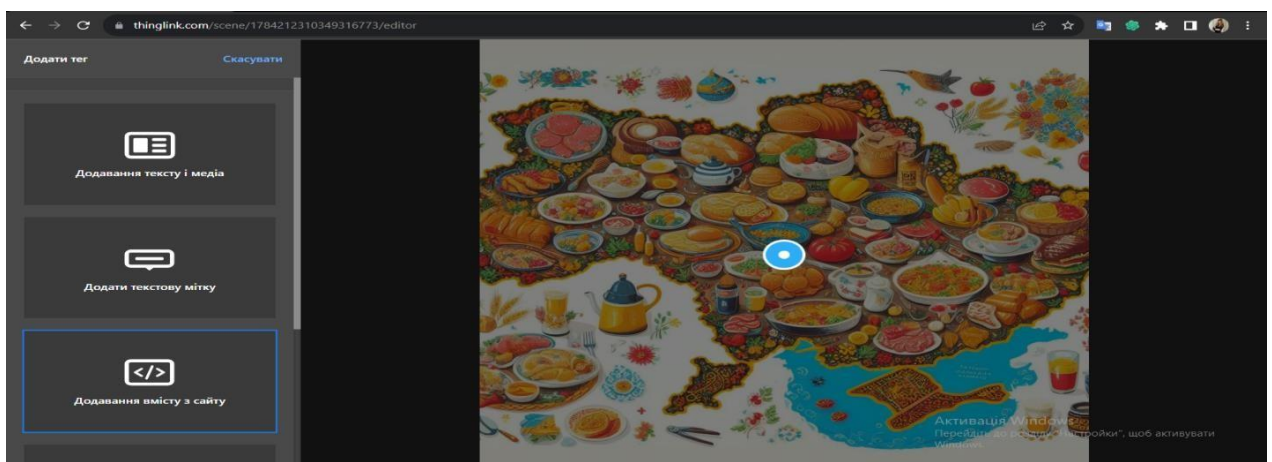 thinglink.com/scene/1784212310349316773/editor
Додати тег
Скасувати
Додавання тексту і медіа
Додати текстову мітку
Додавання вмісту з сайту
Активація Windows
Перейдіть до розділу "Настройки", щоб активувати
Windows.